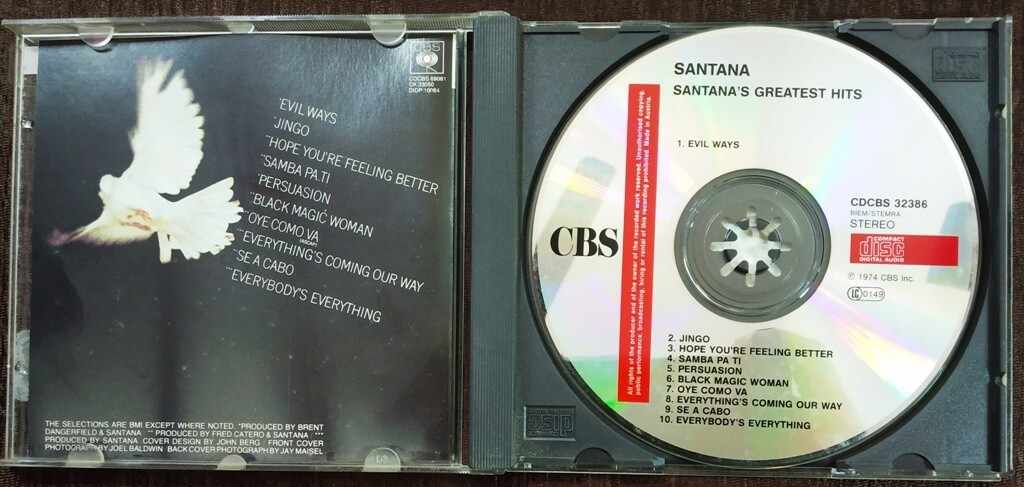 CBS
CDCBS 69081
CK 33050
DIDP 10064
*EVIL WAYS
*JINGO
**HOPE YOU'RE FEELING BETTER
**SAMBA PA TI
*PERSUASION
**BLACK MAGIC WOMAN
**OYE COMO VA
(ASCAP)
***EVERYTHING'S COMING OUR WAY
**SE A CABO
***EVERYBODY'S EVERYTHING
THE SELECTIONS ARE BMI EXCEPT WHERE NOTED. *PRODUCED BY BRENT
DANGERFIELD & SANTANA · ** PRODUCED BY FRED CATERO & SANTANA · ***
PRODUCED BY SANTANA. COVER DESIGN BY JOHN BERG · FRONT COVER
PHOTOGRAPH BY JOEL BALDWIN BACK COVER PHOTOGRAPH BY JAY MAISEL
SANTANA
SANTANA'S GREATEST HITS
1. EVIL WAYS
CBS
All rights of the producer and of the owner of the recorded work reserved. Unauthorised copying,
public performance, broadcasting, hiring or rental of this recording prohibited. Made in Austria.
CDCBS 32386
BIEM/STEMRA
STEREO
COMPACT
disc
DIGITAL AUDIO
℗ 1974 CBS Inc.
LC 0149
2. JINGO
3. HOPE YOU'RE FEELING BETTER
4. SAMBA PA TI
5. PERSUASION
6. BLACK MAGIC WOMAN
7. OYE COMO VA
8. EVERYTHING'S COMING OUR WAY
9. SE A CABO
10. EVERYBODY'S EVERYTHING